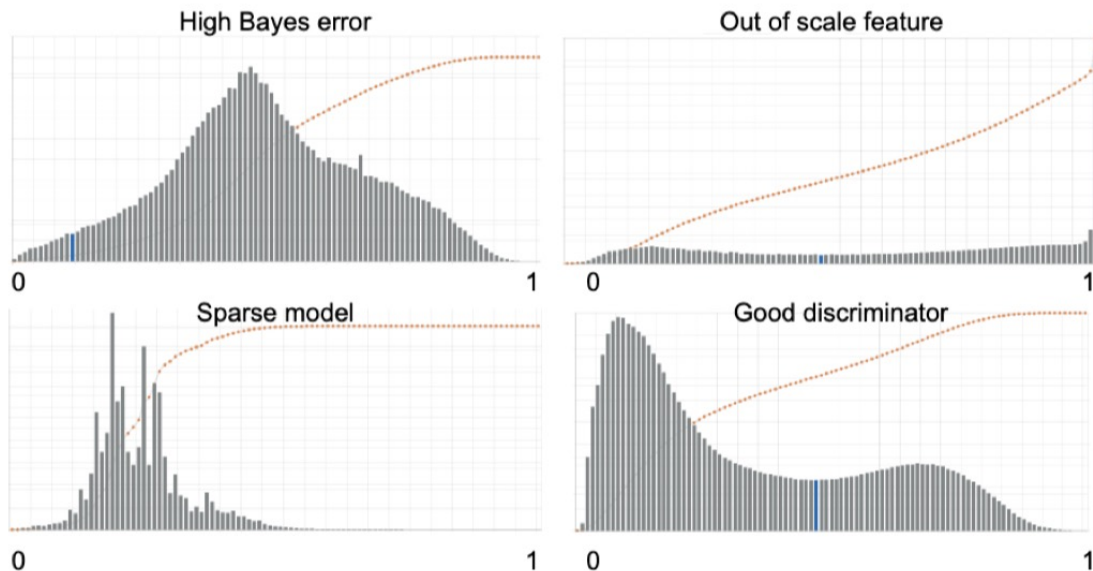 High Bayes error
Out of scale feature
0
1
0
1
Sparse model
Good discriminator
0
1
0
1